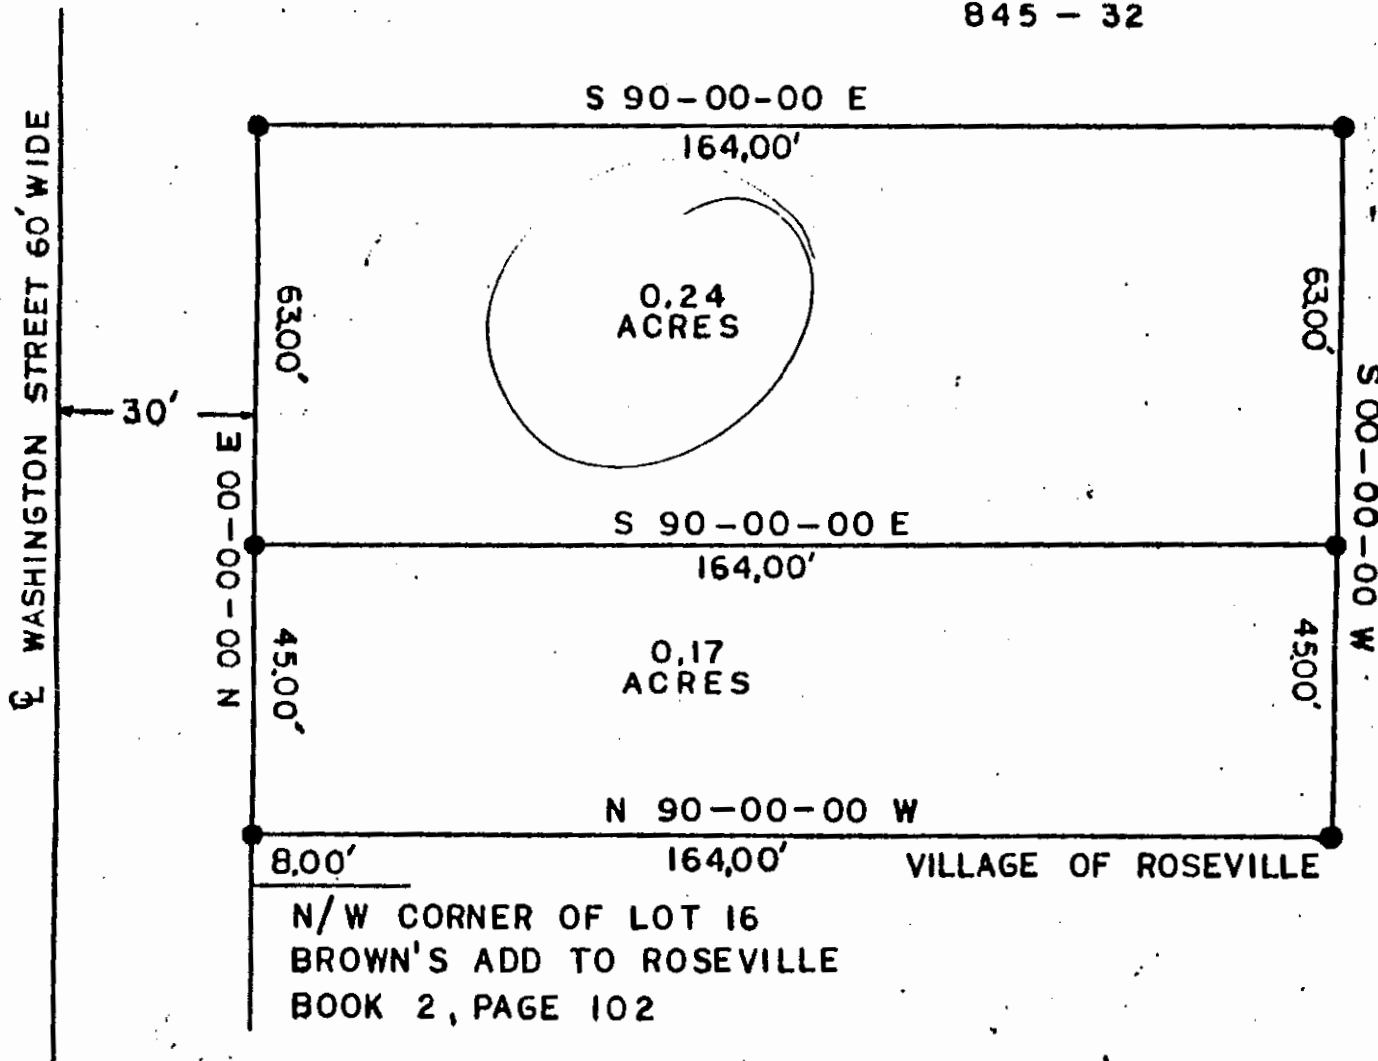 845 – 32
S 90-00-00 E
164.00'
℄ WASHINGTON STREET 60' WIDE
63.00'
0.24
ACRES
63.00'
30'
N 00-00-00 E
S 00-00-00 W
S 90-00-00 E
164.00'
45.00'
0.17
ACRES
45.00'
N 90-00-00 W
8.00'
164.00'
VILLAGE OF ROSEVILLE
N/W CORNER OF LOT 16
BROWN'S ADD TO ROSEVILLE
BOOK 2, PAGE 102